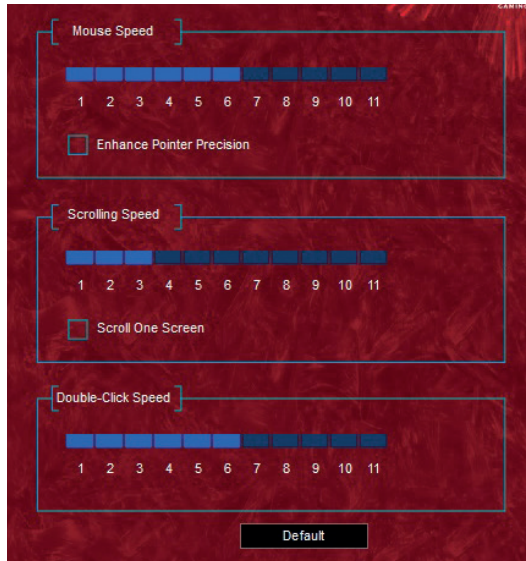 GAMING
Mouse Speed
1 2 3 4 5 6 7 8 9 10 11
Enhance Pointer Precision
Scrolling Speed
1 2 3 4 5 6 7 8 9 10 11
Scroll One Screen
Double-Click Speed
1 2 3 4 5 6 7 8 9 10 11
Default